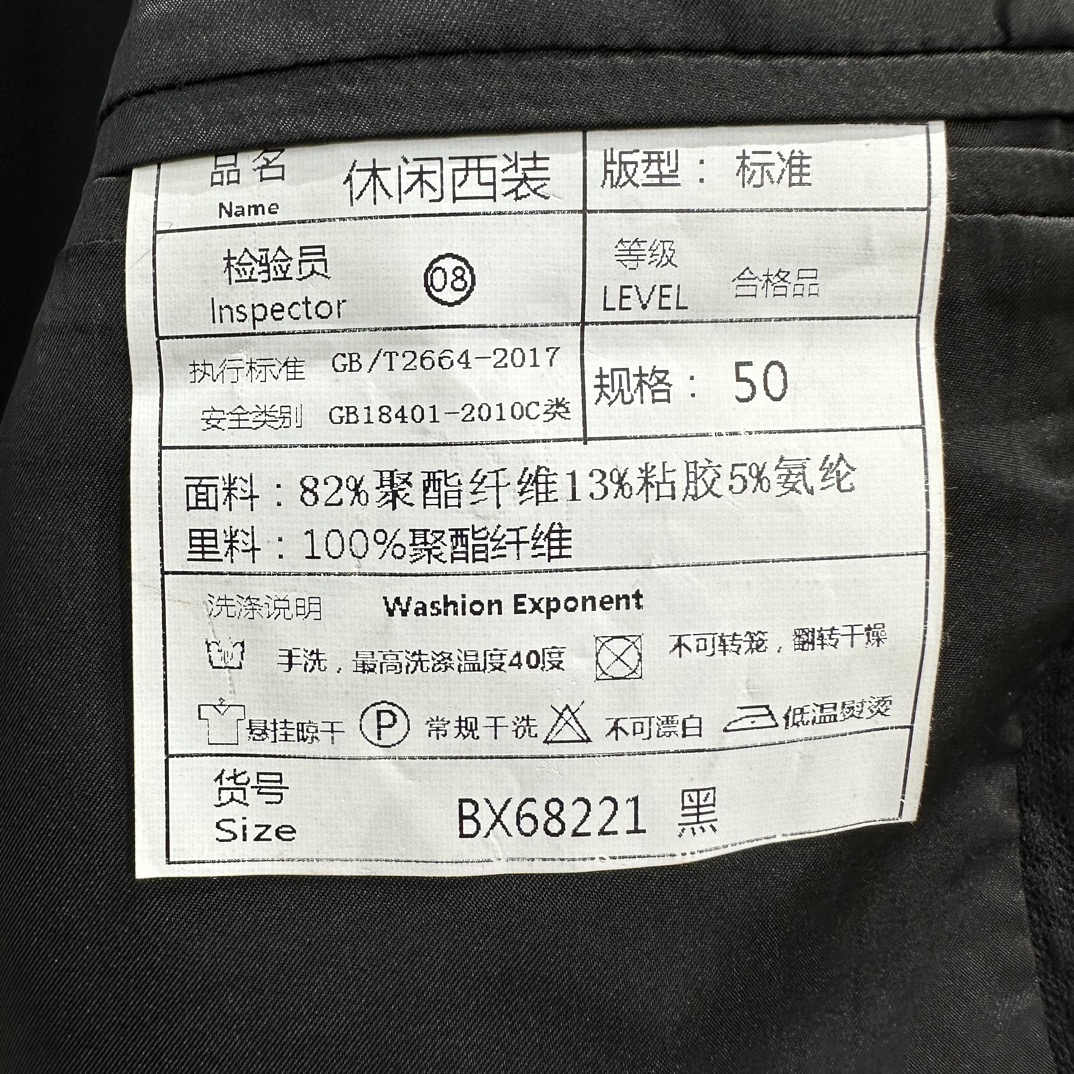 品名 休闲西装 版型： 标准
Name
检验员 08 等级 合格品
Inspector LEVEL
执行标准 GB/T2664-2017 规格： 50
安全类别 GB18401-2010C类
面料：82%聚酯纤维13%粘胶5%氨纶
里料：100%聚酯纤维
洗涤说明 Washion Exponent
手洗，最高洗涤温度40度 不可转笼，翻转干燥
悬挂晾干 P 常规干洗 不可漂白 低温熨烫
货号 BX68221 黑
Size